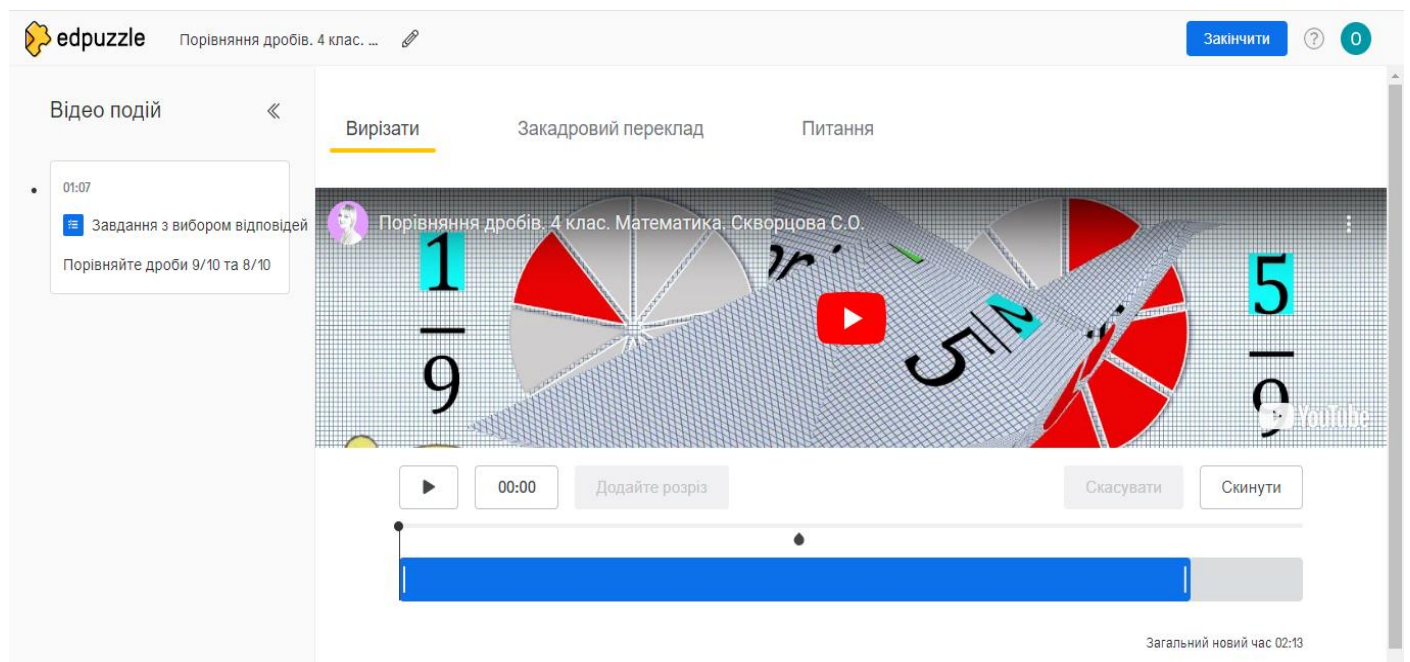 edpuzzle
Порівняння дробів. 4 клас. ...
Закінчити
?
O
Відео подій
01:07
Завдання з вибором відповідей
Порівняйте дроби 9/10 та 8/10
Вирізати
Закадровий переклад
Питання
Порівняння дробів. 4 клас. Математика. Скворцова С.О.
1
9
5
5
9
YouTube
00:00
Додайте розріз
Скасувати
Скинути
Загальний новий час 02:13